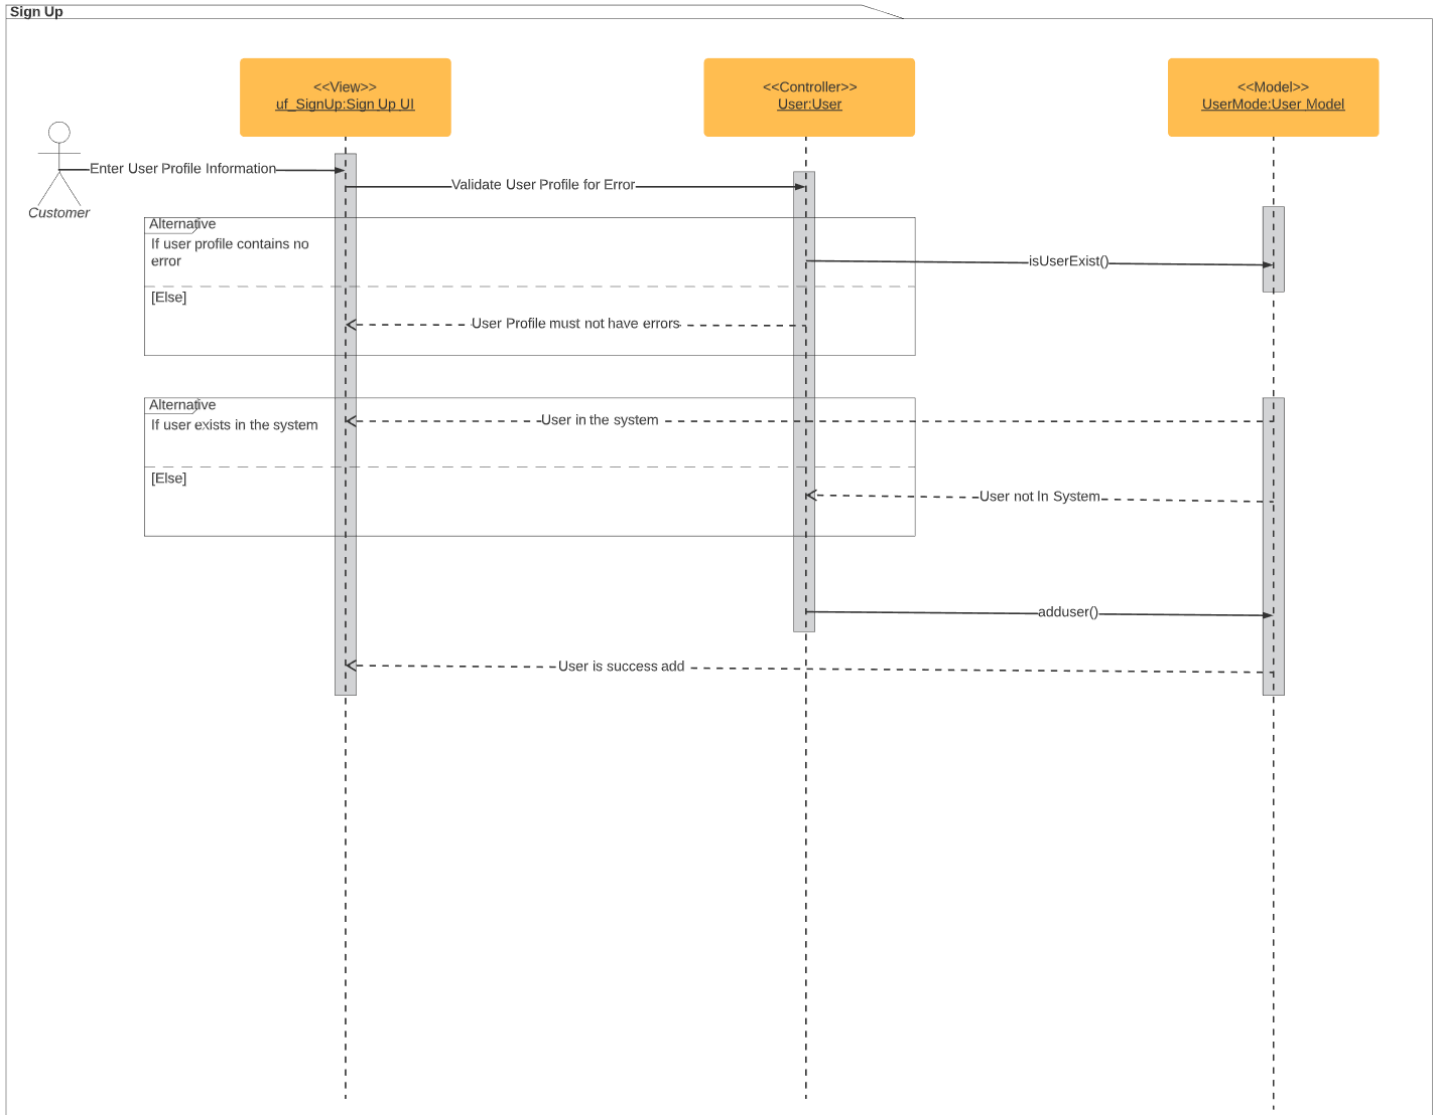 Sign Up
<<View>>
uf_SignUp:Sign Up UI
<<Controller>>
User:User
<<Model>>
UserMode:User Model
Customer
Enter User Profile Information
Validate User Profile for Error
Alternative
If user profile contains no
error
isUserExist()
[Else]
User Profile must not have errors
Alternative
If user exists in the system
User in the system
[Else]
User not In System
adduser()
User is success add